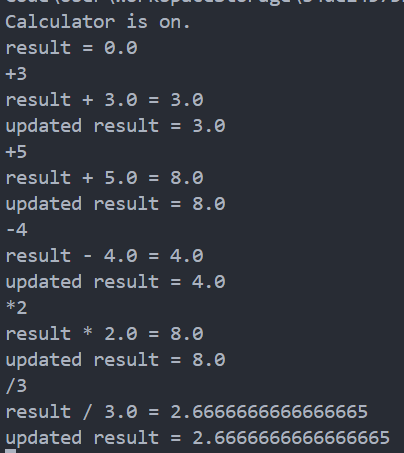 Calculator is on.
result = 0.0
+3
result + 3.0 = 3.0
updated result = 3.0
+5
result + 5.0 = 8.0
updated result = 8.0
-4
result - 4.0 = 4.0
updated result = 4.0
*2
result * 2.0 = 8.0
updated result = 8.0
/3
result / 3.0 = 2.6666666666666665
updated result = 2.6666666666666665